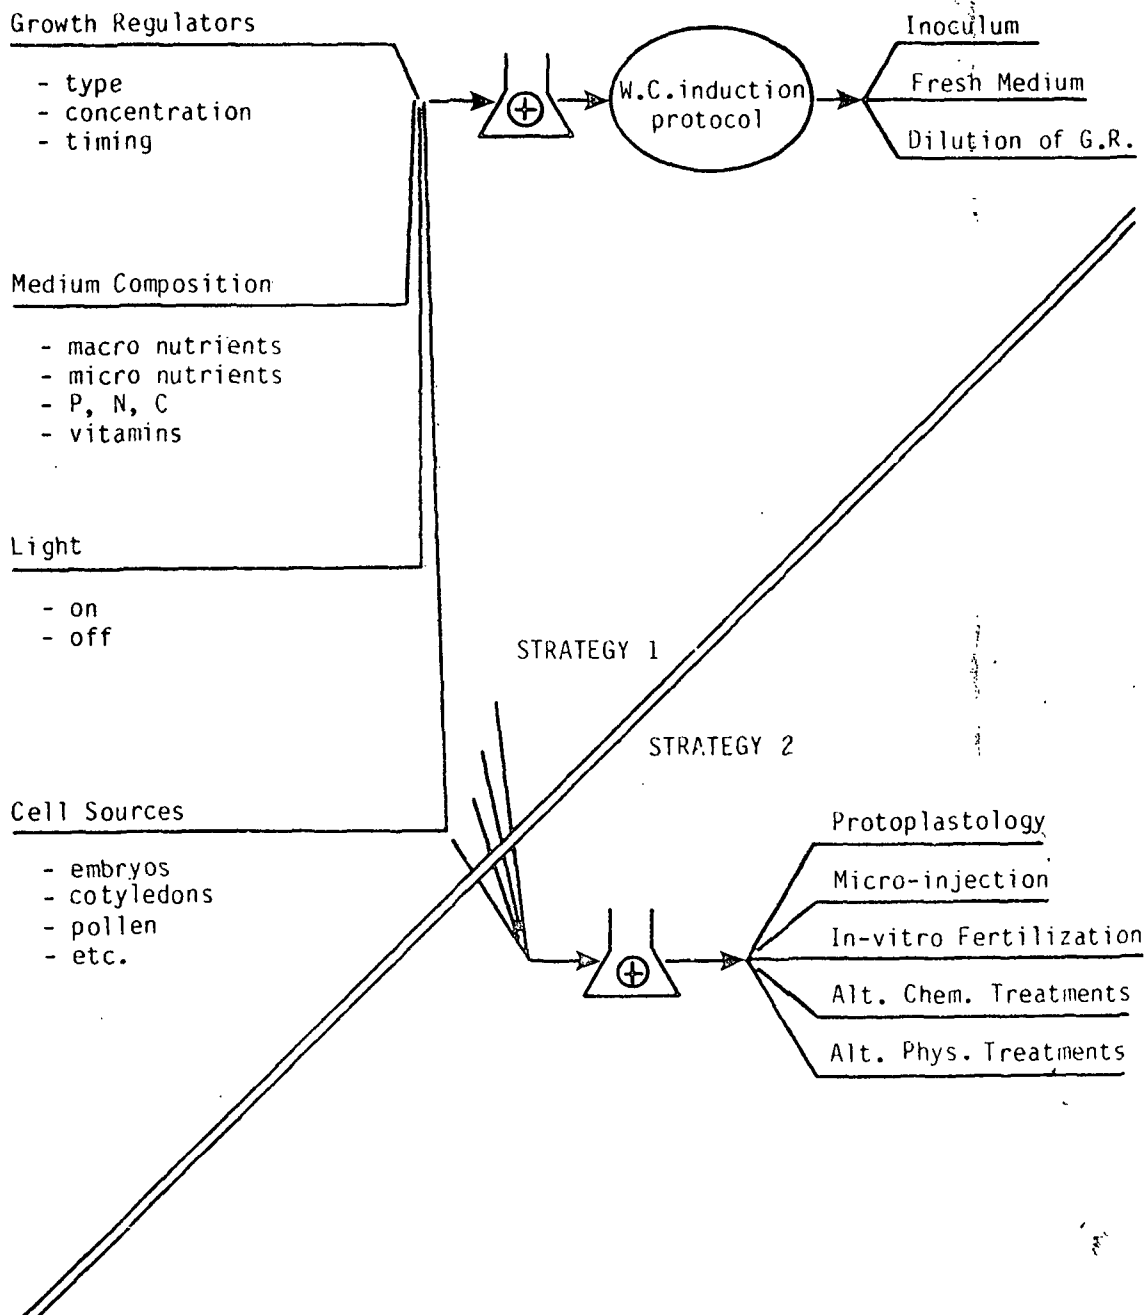 Growth Regulators
- type
- concentration
- timing
W.C.induction
protocol
Inoculum
Fresh Medium
Dilution of G.R.
Medium Composition
- macro nutrients
- micro nutrients
- P, N, C
- vitamins
Light
- on
- off
STRATEGY 1
STRATEGY 2
Cell Sources
- embryos
- cotyledons
- pollen
- etc.
Protoplastology
Micro-injection
In-vitro Fertilization
Alt. Chem. Treatments
Alt. Phys. Treatments